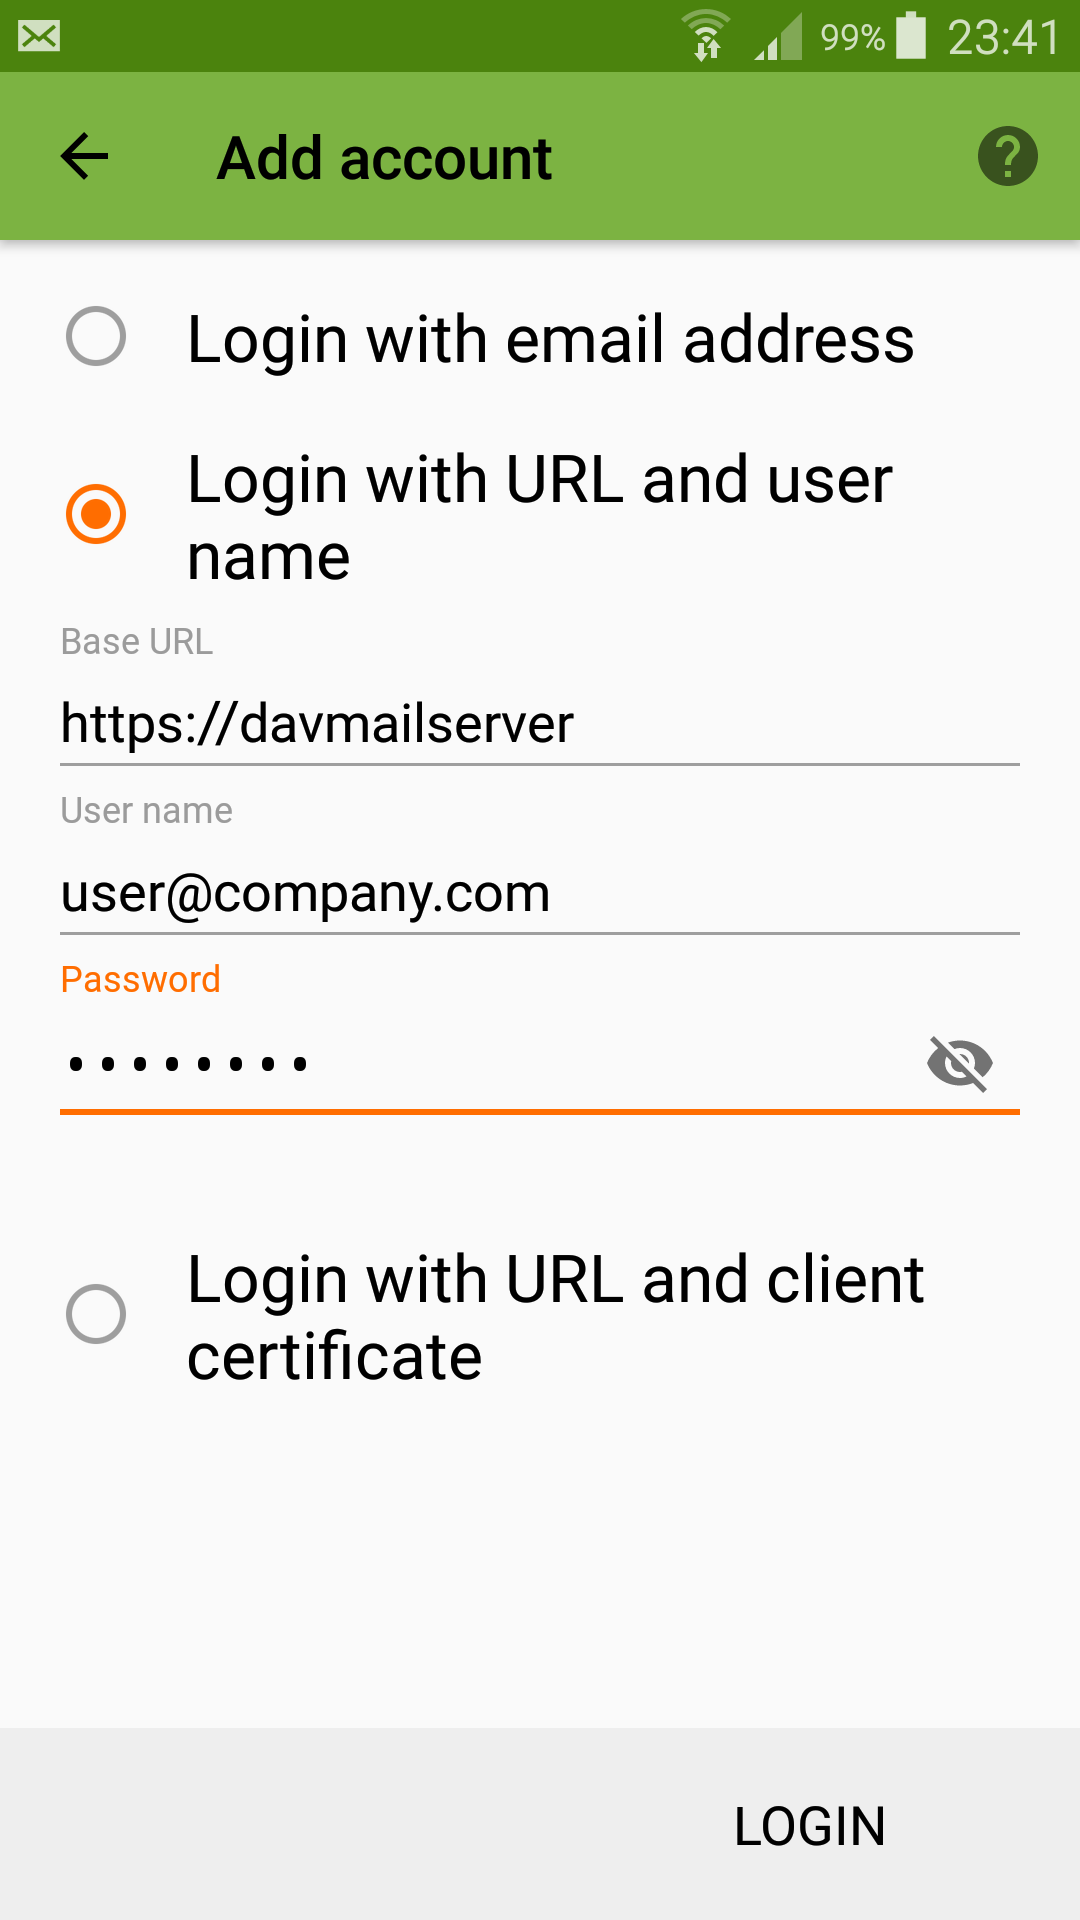 99% 23:41
Add account
Login with email address
Login with URL and user
name
Base URL
https://davmailserver
User name
user@company.com
Password
••••••••
Login with URL and client
certificate
LOGIN